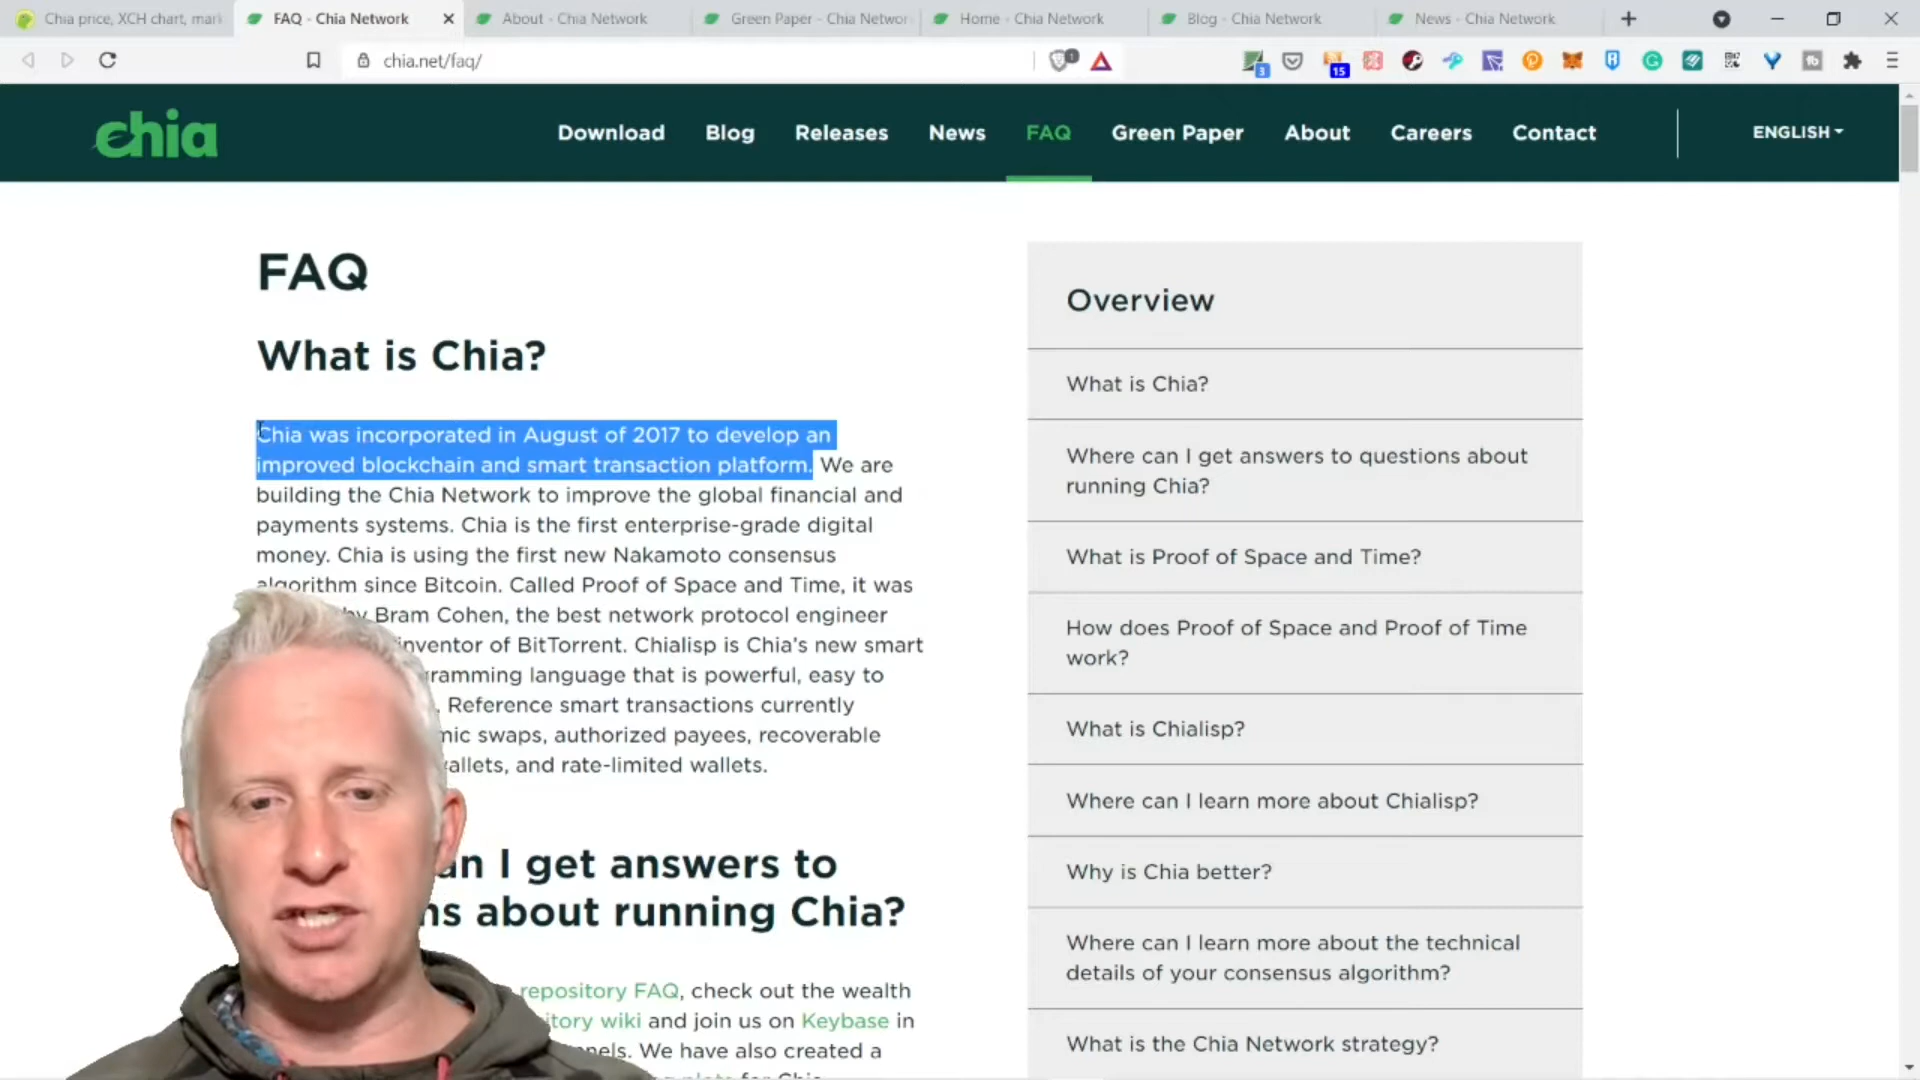 Chia price, XCH chart, mark
FAQ - Chia Network
About - Chia Network
Green Paper - Chia Networ
Home - Chia Network
Blog - Chia Network
News - Chia Network
chia.net/faq/
1
3
15
chia
Download
Blog
Releases
News
FAQ
Green Paper
About
Careers
Contact
ENGLISH
FAQ
What is Chia?
Chia was incorporated in August of 2017 to develop an
improved blockchain and smart transaction platform. We are
building the Chia Network to improve the global financial and
payments systems. Chia is the first enterprise-grade digital
money. Chia is using the first new Nakamoto consensus
algorithm since Bitcoin. Called Proof of Space and Time, it was
by Bram Cohen, the best network protocol engineer
inventor of BitTorrent. Chialisp is Chia's new smart
ramming language that is powerful, easy to
. Reference smart transactions currently
mic swaps, authorized payees, recoverable
allets, and rate-limited wallets.
an I get answers to
ns about running Chia?
repository FAQ, check out the wealth
itory wiki and join us on Keybase in
nels. We have also created a
Overview
What is Chia?
Where can I get answers to questions about
running Chia?
What is Proof of Space and Time?
How does Proof of Space and Proof of Time
work?
What is Chialisp?
Where can I learn more about Chialisp?
Why is Chia better?
Where can I learn more about the technical
details of your consensus algorithm?
What is the Chia Network strategy?